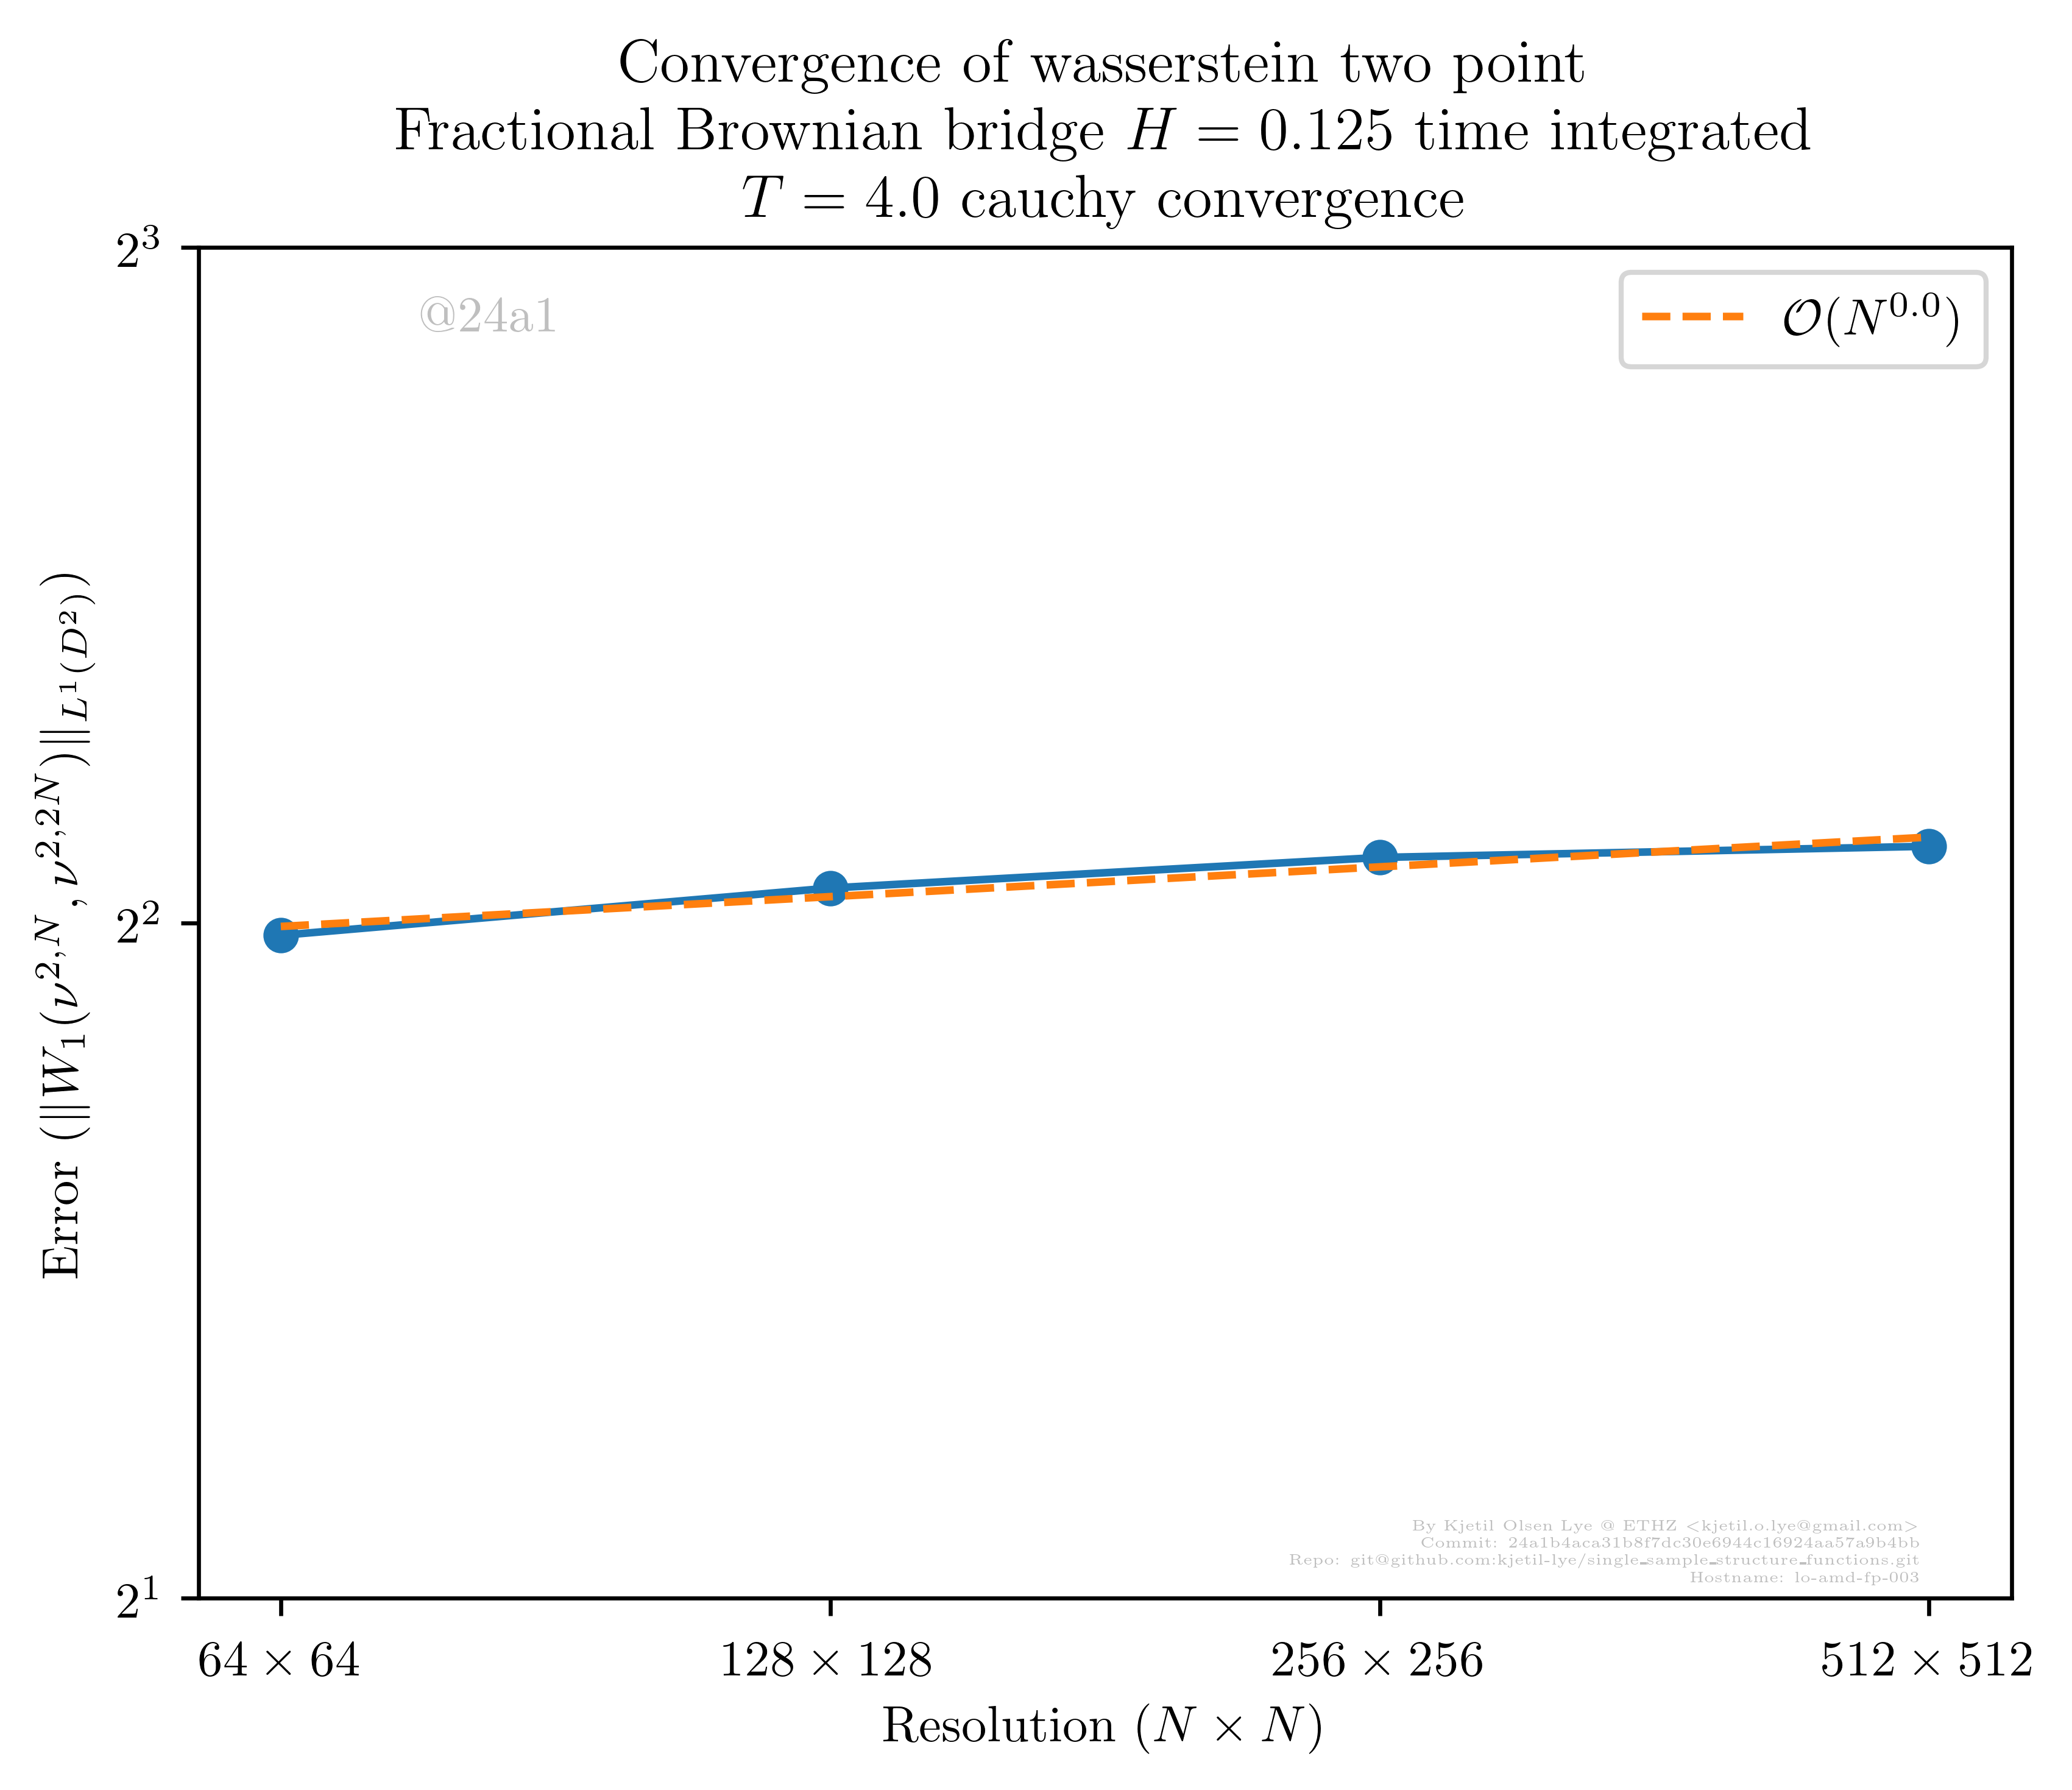 Convergence of wasserstein two point
Fractional Brownian bridge H = 0.125 time integrated
T = 4.0 cauchy convergence
2³
@24a1
O(N⁰·⁰)
Error (||W₁(ν²,ᴺ, ν²,²ᴺ)||_{L¹(D²)})
2²
2¹
By Kjetil Olsen Lye @ ETHZ <kjetil.o.lye@gmail.com>
Commit: 24a1b4aca31b8f7dc30e6944c16924aa57a9b4bb
Repo: git@github.com:kjetil-lye/single_sample_structure_functions.git
Hostname: lo-amd-fp-003
64 × 64 128 × 128 256 × 256 512 × 512
Resolution (N × N)